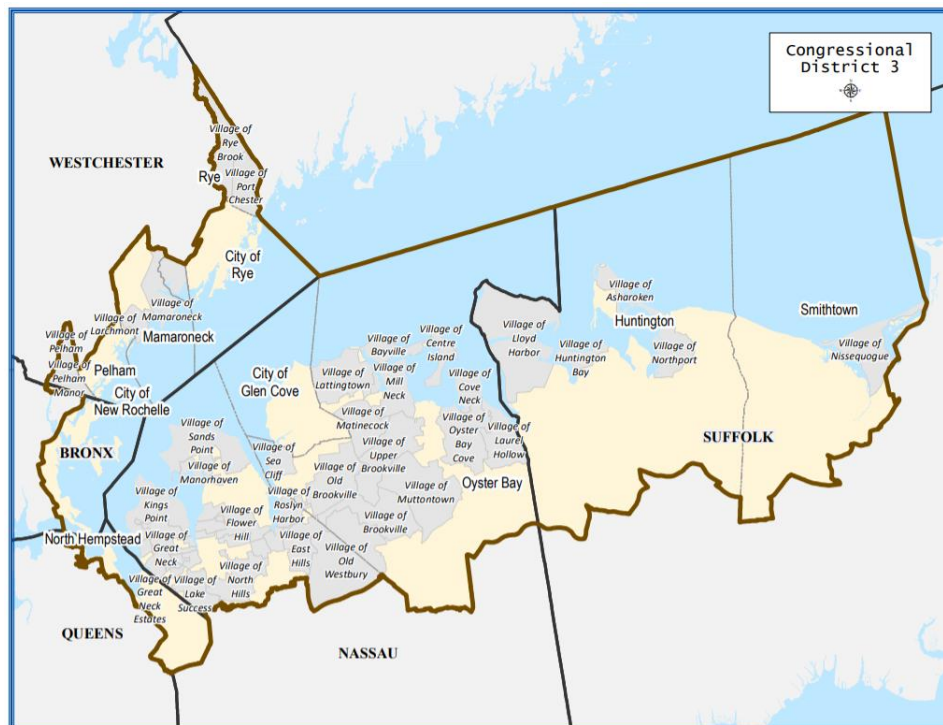 Congressional
District 3
WESTCHESTER
Village of
Rye
Brook
Rye
Village of
Port
Chester
City of
Rye
Village of
Mamaroneck
Village of
Larchmont
Mamaroneck
Village of
Pelham
Village of
Pelham
Manor
Pelham
City of
New Rochelle
BRONX
Village of
Asharoken
Huntington
Smithtown
Village of
Lloyd
Harbor
Village of
Huntington
Bay
Village of
Northport
Village of
Nissequogue
Village of
Centre
Island
Village of
Bayville
Village of
Mill
Neck
City of
Glen Cove
Village of
Lattingtown
Village of
Cove
Neck
Village of
Matinecock
Village of
Oyster
Bay
Cove
Village of
Laurel
Hollow
SUFFOLK
Village of
Sands
Point
Village of
Manorhaven
Village of
Sea
Cliff
Village of
Upper
Brookville
Village of
Old
Brookville
Oyster Bay
Village of
Muttontown
Village of
Kings
Point
Village of
Flower
Hill
Village of
Roslyn
Harbor
Village of
Brookville
North Hempstead
Village of
Great
Neck
Village of
East
Hills
Village of
Old
Westbury
Village of
Great
Neck
Estates
Village of
Lake
Success
Village of
North
Hills
QUEENS
NASSAU